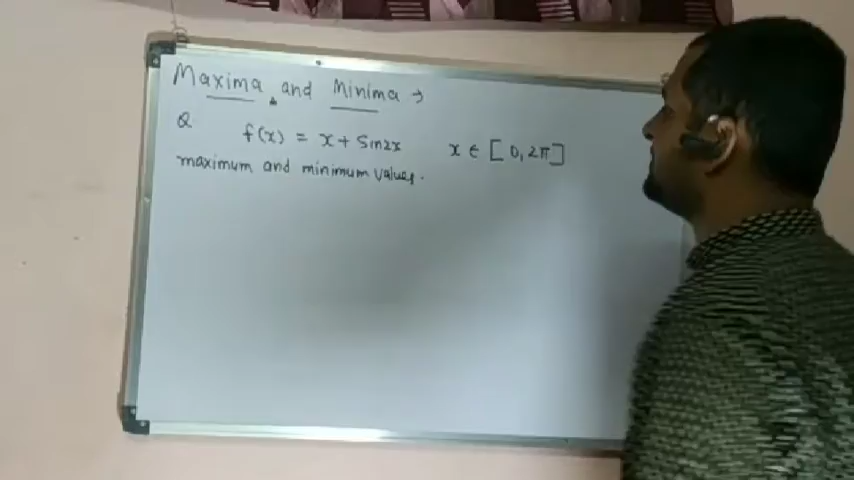 Maxima and Minima →
Q f(x) = x + Sin2x x ∈ [0, 2π]
maximum and minimum values.